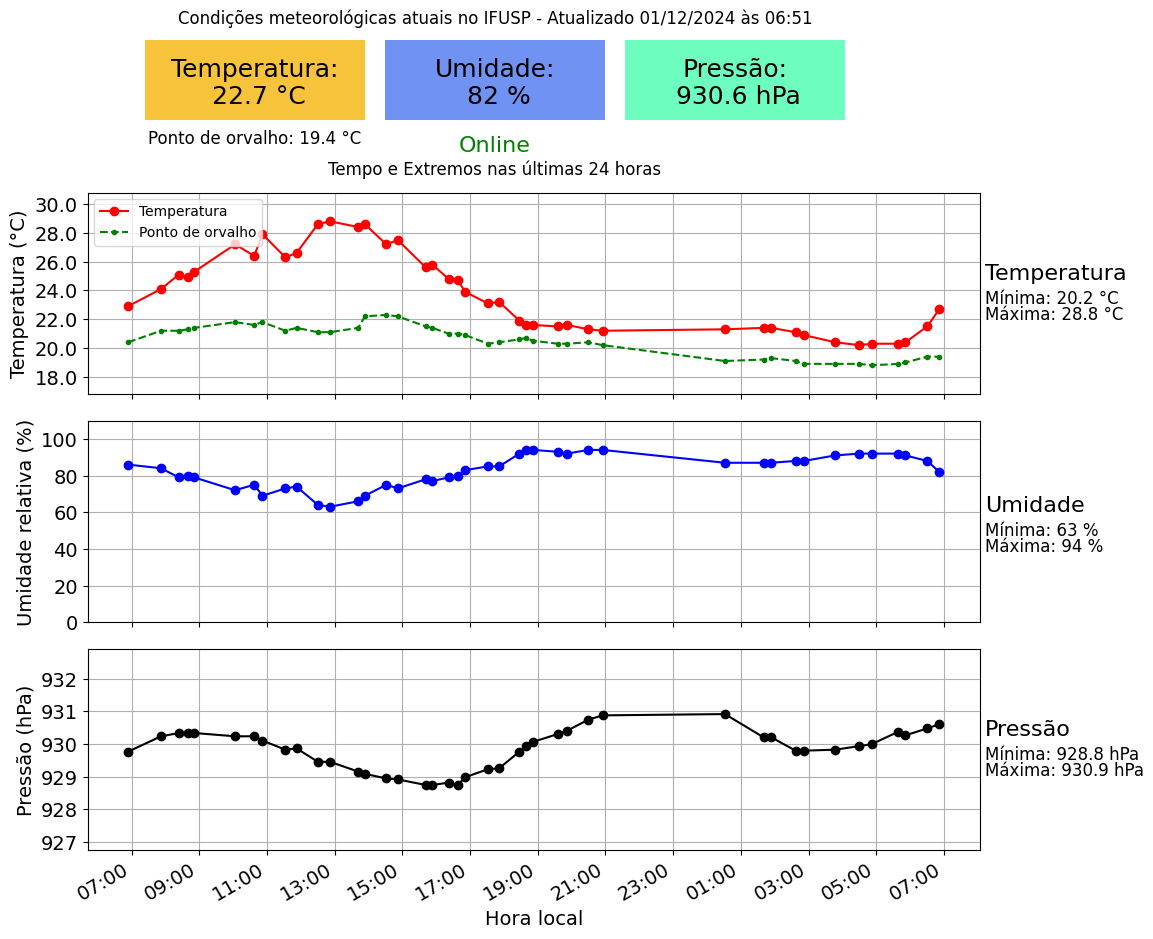 Condições meteorológicas atuais no IFUSP - Atualizado 01/12/2024 às 06:51
Temperatura:
22.7 °C
Umidade:
82 %
Pressão:
930.6 hPa
Ponto de orvalho: 19.4 °C
Online
Tempo e Extremos nas últimas 24 horas
Temperatura (°C)
30.0
28.0
26.0
24.0
22.0
20.0
18.0
Temperatura
Ponto de orvalho
Temperatura
Mínima: 20.2 °C
Máxima: 28.8 °C
Umidade relativa (%)
100
80
60
40
20
0
Umidade
Mínima: 63 %
Máxima: 94 %
Pressão (hPa)
932
931
930
929
928
927
Pressão
Mínima: 928.8 hPa
Máxima: 930.9 hPa
07:00 09:00 11:00 13:00 15:00 17:00 19:00 21:00 23:00 01:00 03:00 05:00 07:00
Hora local